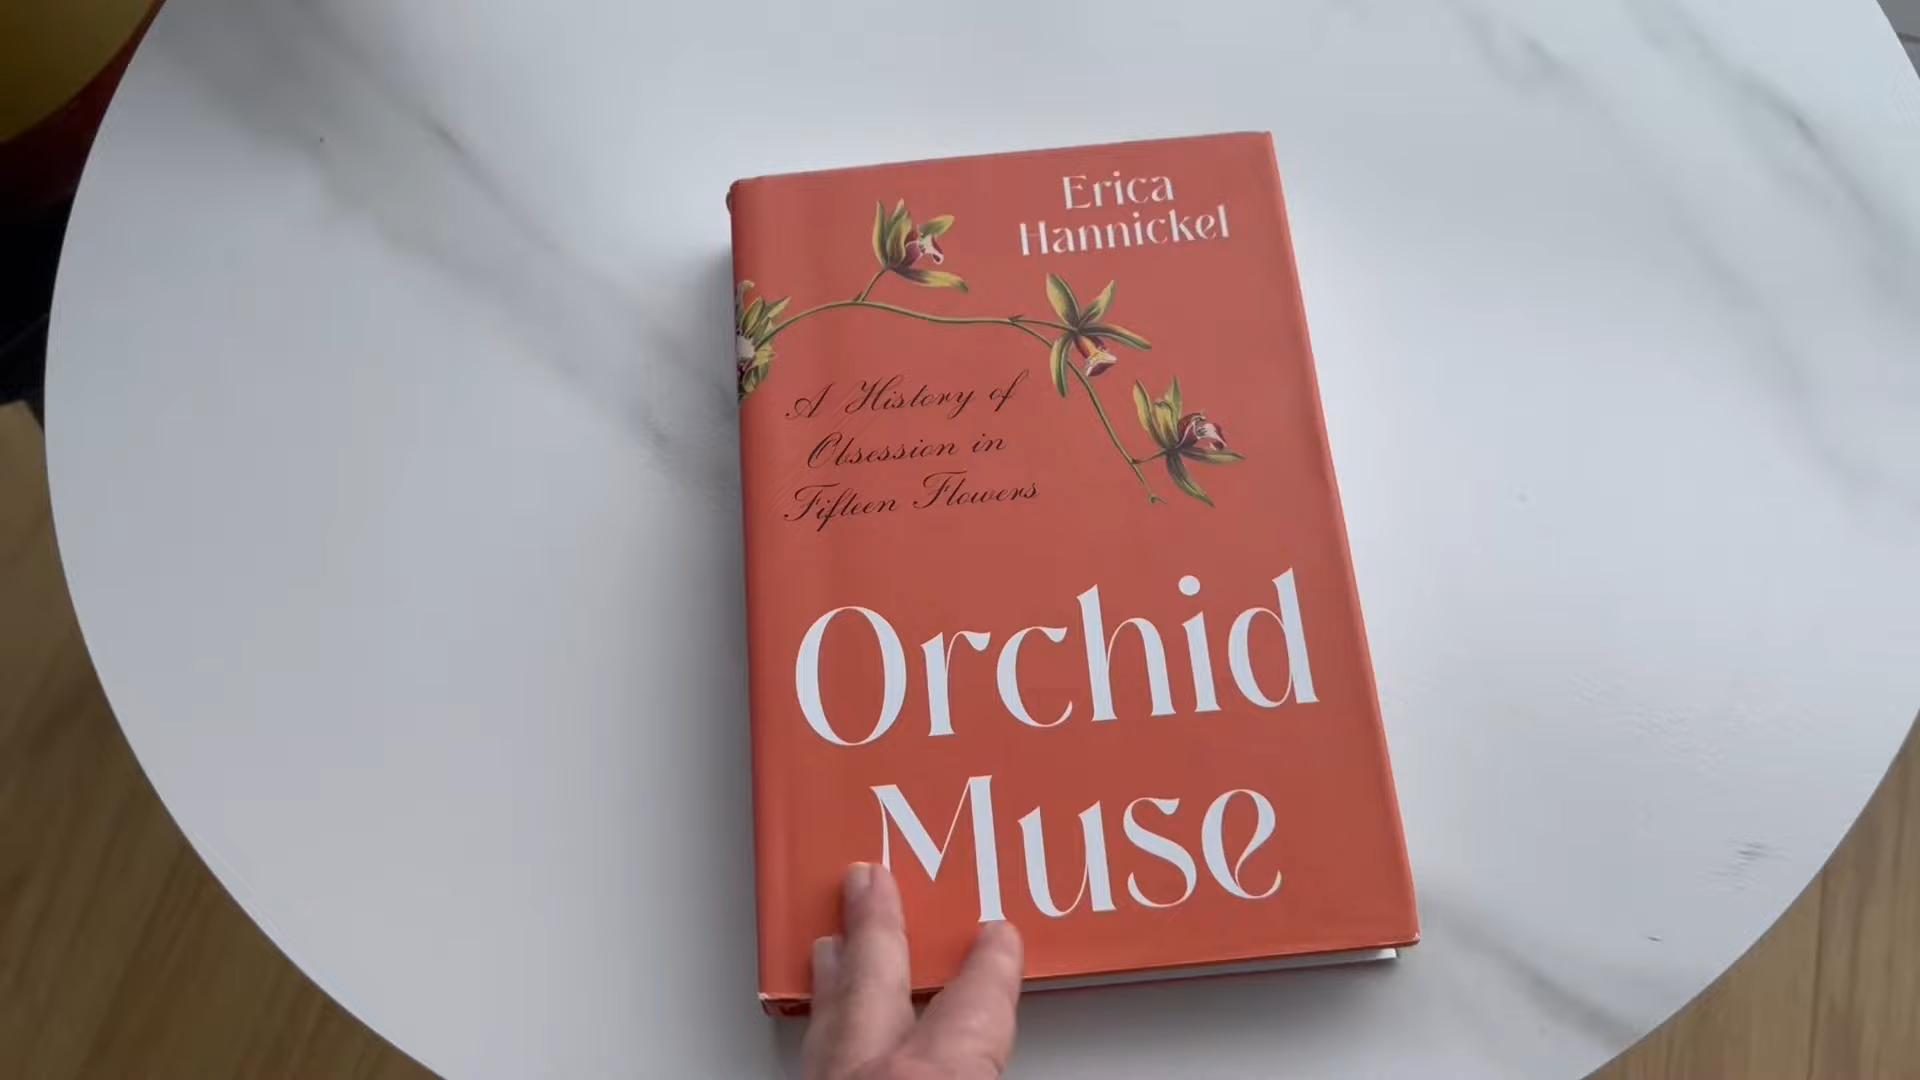 Erica
Hannickel
A History of
Obsession in
Fifteen Flowers
Orchid
Muse